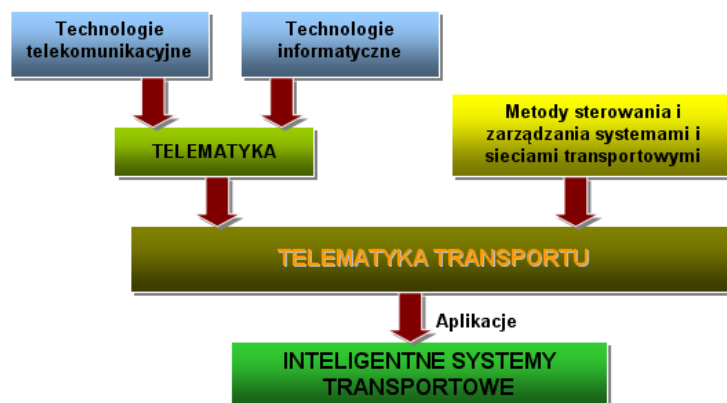 Technologie
telekomunikacyjne
Technologie
informatyczne
Metody sterowania i
zarządzania systemami i
sieciami transportowymi
TELEMATYKA
TELEMATYKA TRANSPORTU
Aplikacje
INTELIGENTNE SYSTEMY
TRANSPORTOWE